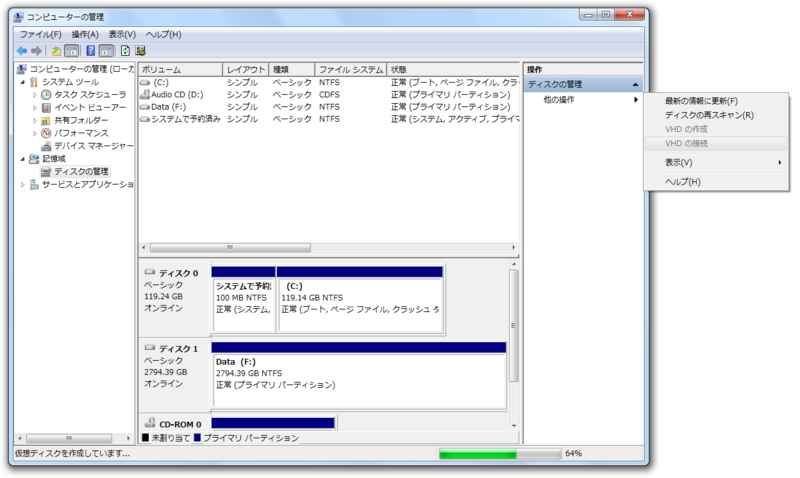 コンピューターの管理
ファイル(F) 操作(A) 表示(V) ヘルプ(H)
コンピューターの管理 (ローカ
システム ツール
タスク スケジューラ
イベント ビューアー
共有フォルダー
パフォーマンス
デバイス マネージャー
記憶域
ディスクの管理
サービスとアプリケーショ
ボリューム レイアウト 種類 ファイル システム 状態
(C:) シンプル ベーシック NTFS 正常 (ブート, ページ ファイル, クラッ
Audio CD (D:) シンプル ベーシック CDFS 正常 (プライマリ パーティション)
Data (F:) シンプル ベーシック NTFS 正常 (プライマリ パーティション)
システムで予約済み シンプル ベーシック NTFS 正常 (システム, アクティブ, プライマ
ディスク 0
ベーシック
119.24 GB
オンライン
システムで予約済
100 MB NTFS
正常 (システム,
(C:)
119.14 GB NTFS
正常 (ブート, ページ ファイル, クラッシュ ダ
ディスク 1
ベーシック
2794.39 GB
オンライン
Data (F:)
2794.39 GB NTFS
正常 (プライマリ パーティション)
CD-ROM 0
未割り当て プライマリ パーティション
操作
ディスクの管理
他の操作
最新の情報に更新(F)
ディスクの再スキャン(R)
VHD の作成
VHD の接続
表示(V)
ヘルプ(H)
仮想ディスクを作成しています... 64%